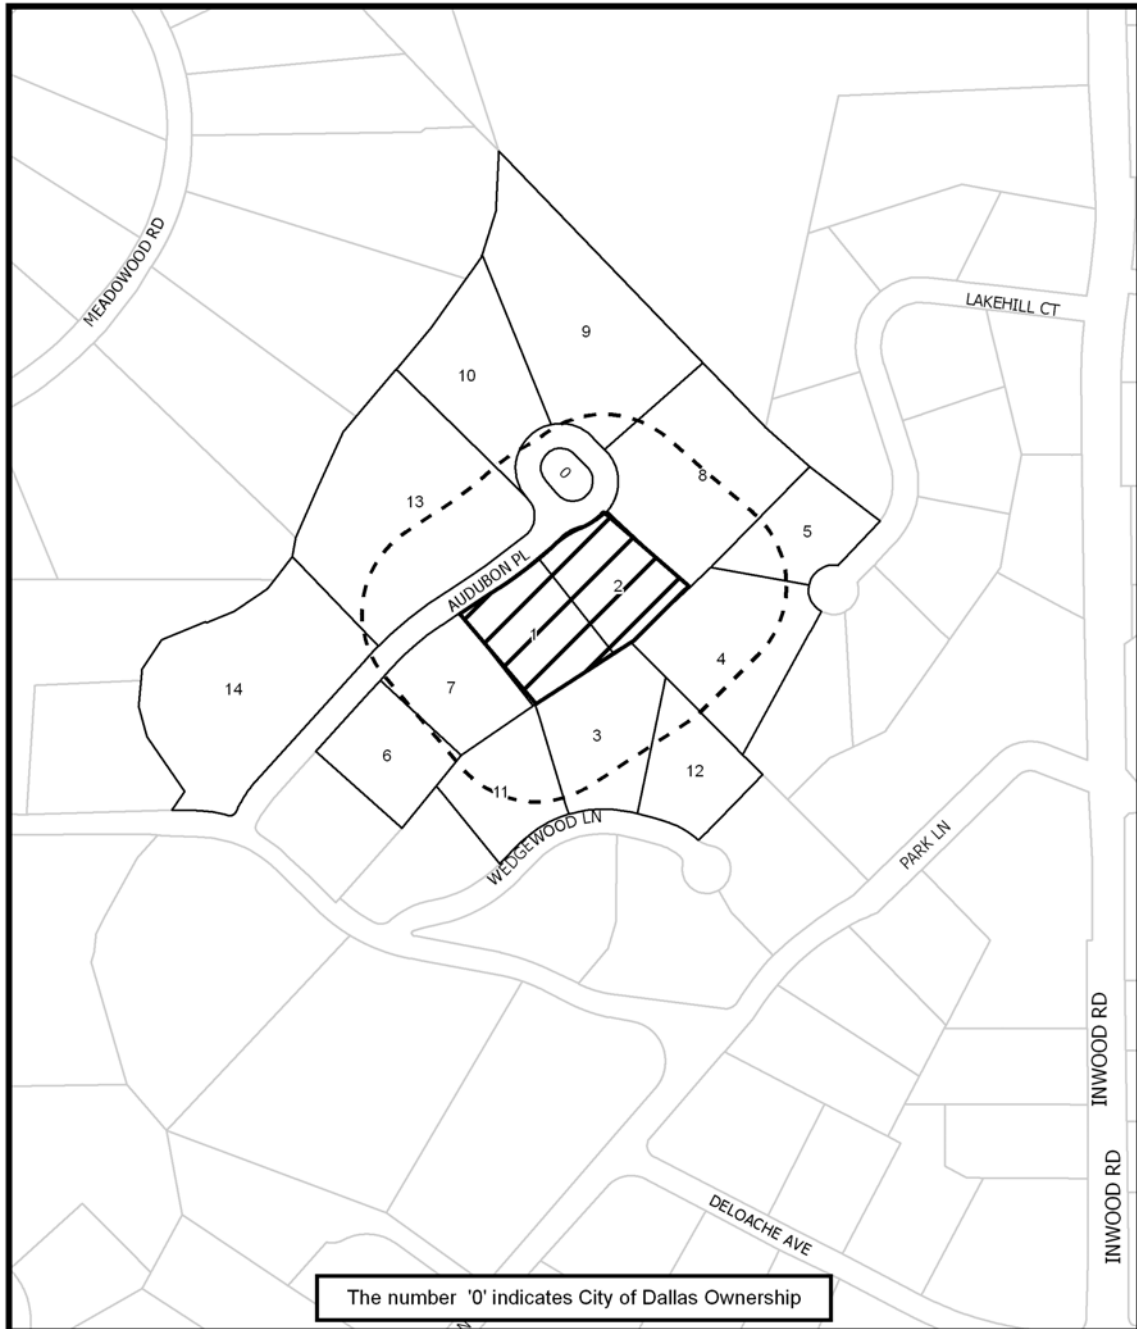 MEADOWOOD RD
LAKEHILL CT
9
10
0
8
13
5
AUDUBON PL
2
1
4
14
7
3
6
12
11
WEDGEWOOD LN
PARK LN
INWOOD RD
INWOOD RD
DELOACHE AVE
The number '0' indicates City of Dallas Ownership
N